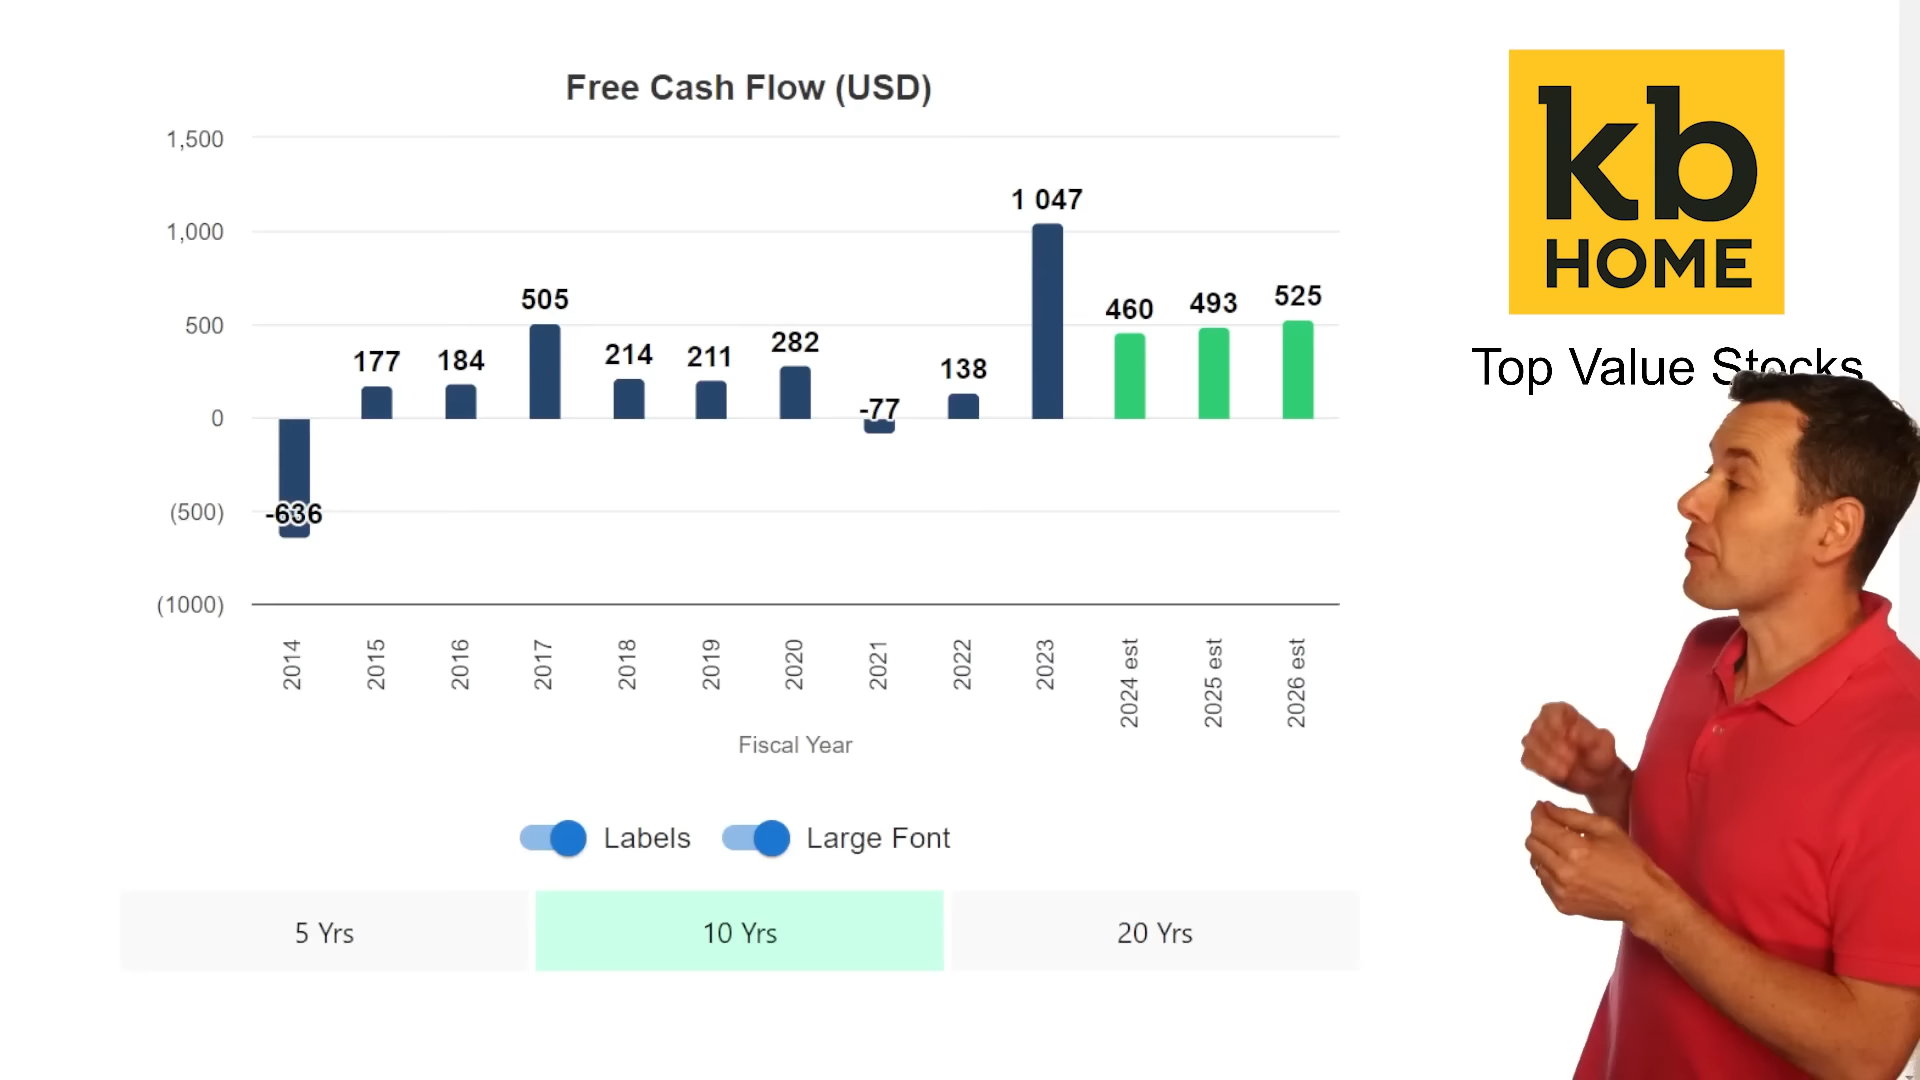 Free Cash Flow (USD)
1,500
1,000
500
0
(500)
(1000)
-636
177
184
505
214
211
282
-77
138
1 047
460
493
525
2014
2015
2016
2017
2018
2019
2020
2021
2022
2023
2024 est
2025 est
2026 est
Fiscal Year
Labels
Large Font
5 Yrs
10 Yrs
20 Yrs
kb
HOME
Top Value Stocks